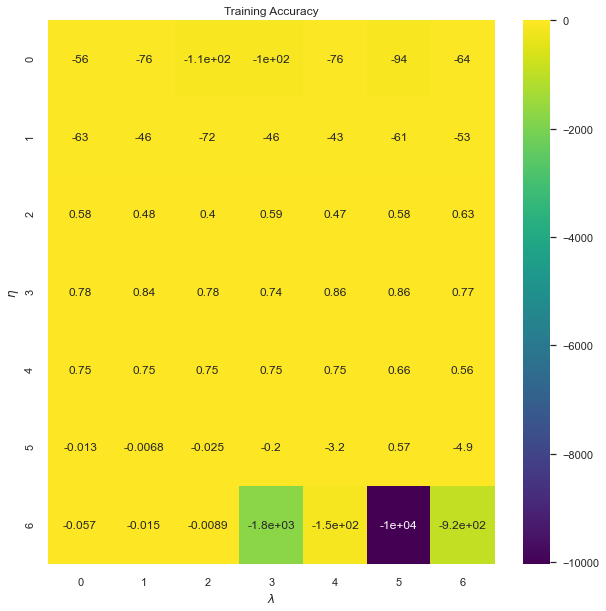 Training Accuracy
0 -56 -76 -1.1e+02 -1e+02 -76 -94 -64
1 -63 -46 -72 -46 -43 -61 -53
2 0.58 0.48 0.4 0.59 0.47 0.58 0.63
η
3 0.78 0.84 0.78 0.74 0.86 0.86 0.77
4 0.75 0.75 0.75 0.75 0.75 0.66 0.56
5 -0.013 -0.0068 -0.025 -0.2 -3.2 0.57 -4.9
6 -0.057 -0.015 -0.0089 -1.8e+03 -1.5e+02 -1e+04 -9.2e+02
0 1 2 3 4 5 6
λ
0
−2000
−4000
−6000
−8000
−10000